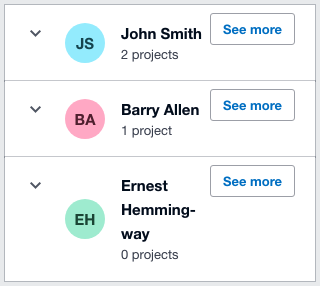 JS
John Smith
See more
2 projects
BA
Barry Allen
See more
1 project
EH
Ernest
Hemming-
way
See more
0 projects